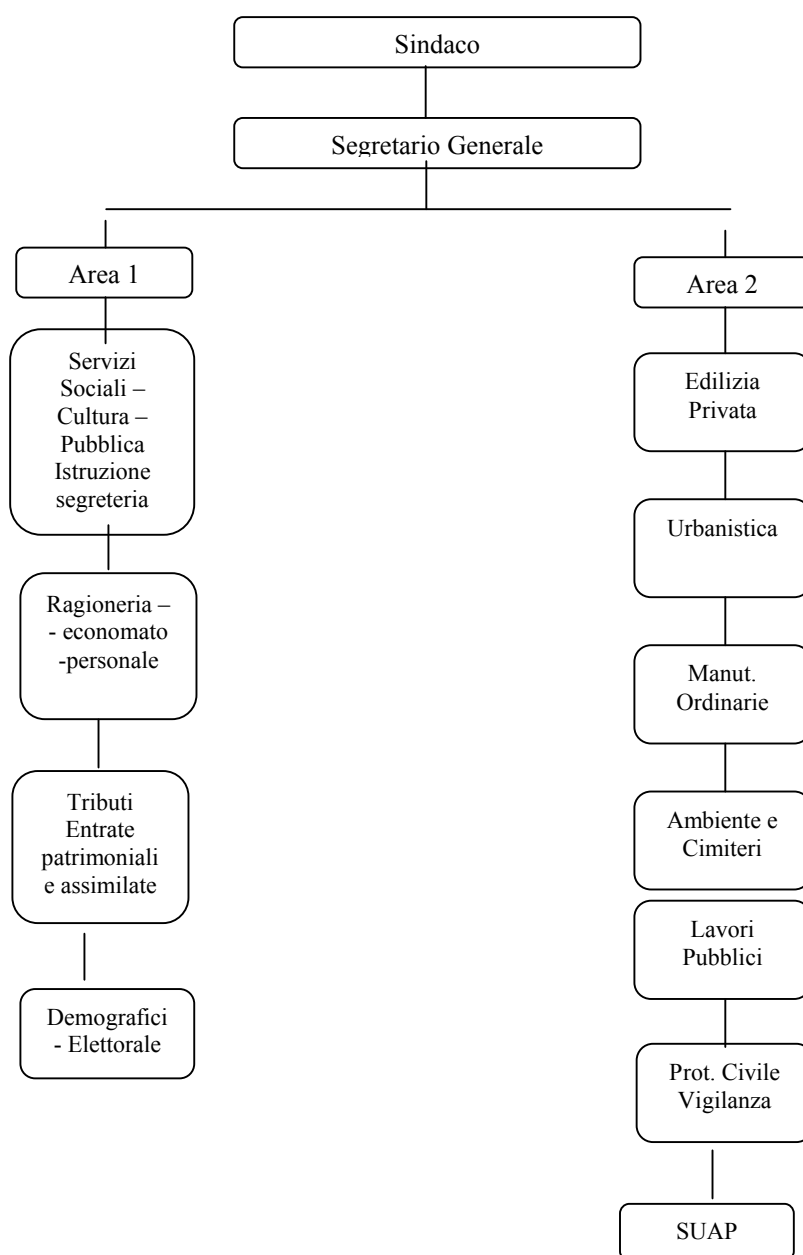 Sindaco
Segretario Generale
Area 1
Servizi
Sociali –
Cultura –
Pubblica
Istruzione
segreteria
Ragioneria –
- economato
-personale
Tributi
Entrate
patrimoniali
e assimilate
Demografici
- Elettorale
Area 2
Edilizia
Privata
Urbanistica
Manut.
Ordinarie
Ambiente e
Cimiteri
Lavori
Pubblici
Prot. Civile
Vigilanza
SUAP